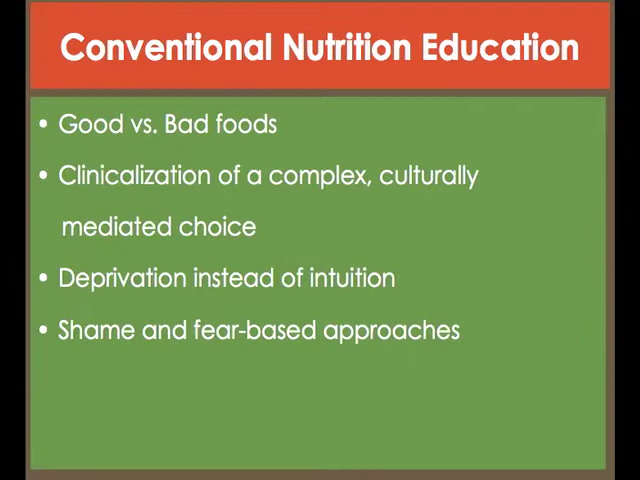 Conventional Nutrition Education
• Good vs. Bad foods
• Clinicalization of a complex, culturally
mediated choice
• Deprivation instead of intuition
• Shame and fear-based approaches